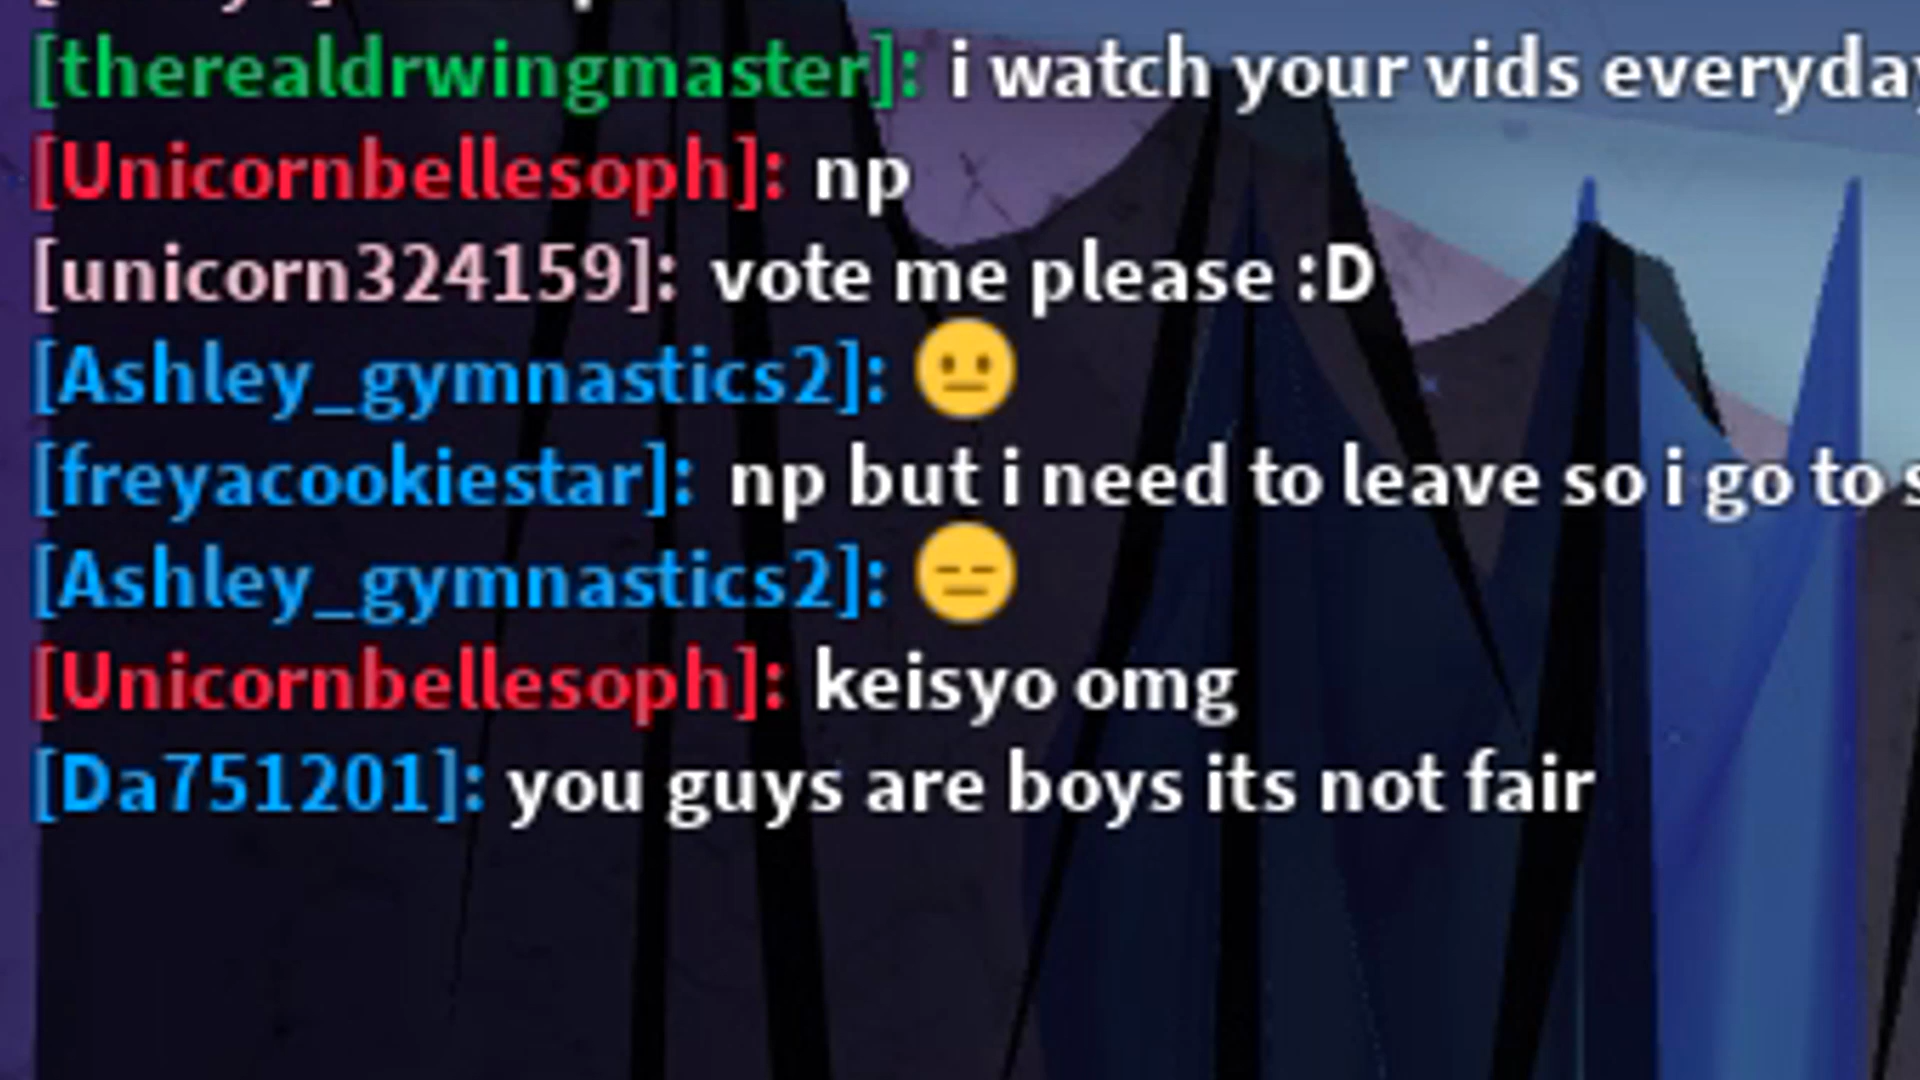 [therealdrwingmaster]: i watch your vids everyday
[Unicornbellesoph]: np
[unicorn324159]: vote me please :D
[Ashley_gymnastics2]: 😐
[freyacookiestar]: np but i need to leave so i go to s
[Ashley_gymnastics2]: 😑
[Unicornbellesoph]: keisyo omg
[Da751201]: you guys are boys its not fair